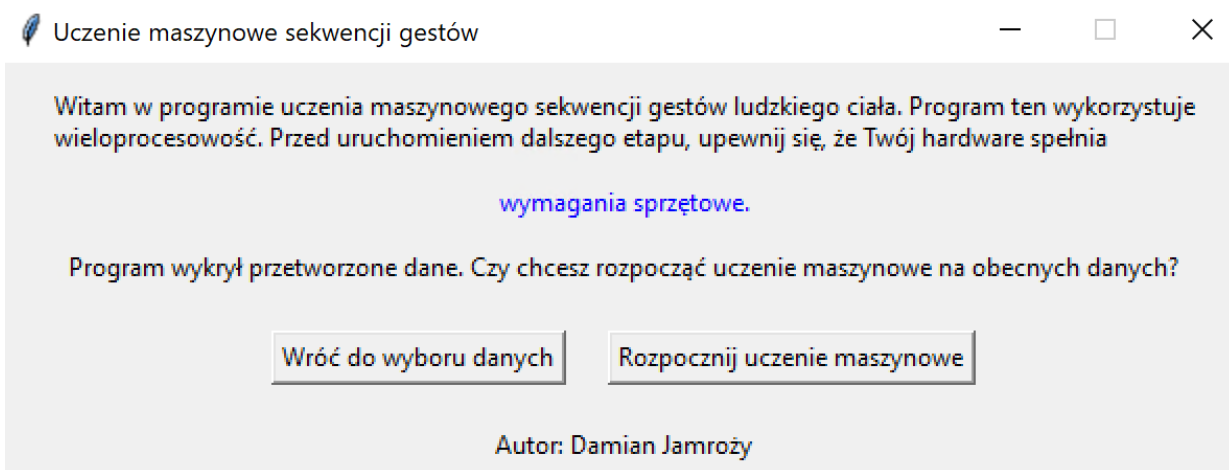 Uczenie maszynowe sekwencji gestów
Witam w programie uczenia maszynowego sekwencji gestów ludzkiego ciała. Program ten wykorzystuje
wieloprocesowość. Przed uruchomieniem dalszego etapu, upewnij się, że Twój hardware spełnia
wymagania sprzętowe.
Program wykrył przetworzone dane. Czy chcesz rozpocząć uczenie maszynowe na obecnych danych?
Wróć do wyboru danych
Rozpocznij uczenie maszynowe
Autor: Damian Jamroży